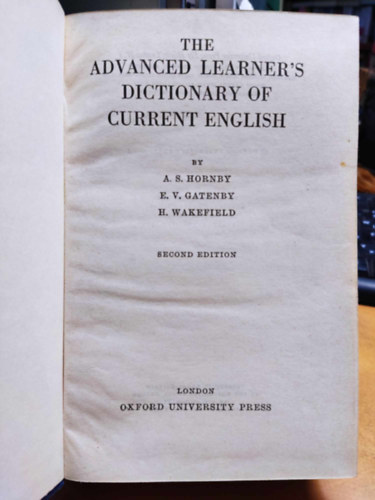 THE
ADVANCED LEARNER'S
DICTIONARY OF
CURRENT ENGLISH
BY
A. S. HORNBY
E. V. GATENBY
H. WAKEFIELD
SECOND EDITION
LONDON
OXFORD UNIVERSITY PRESS